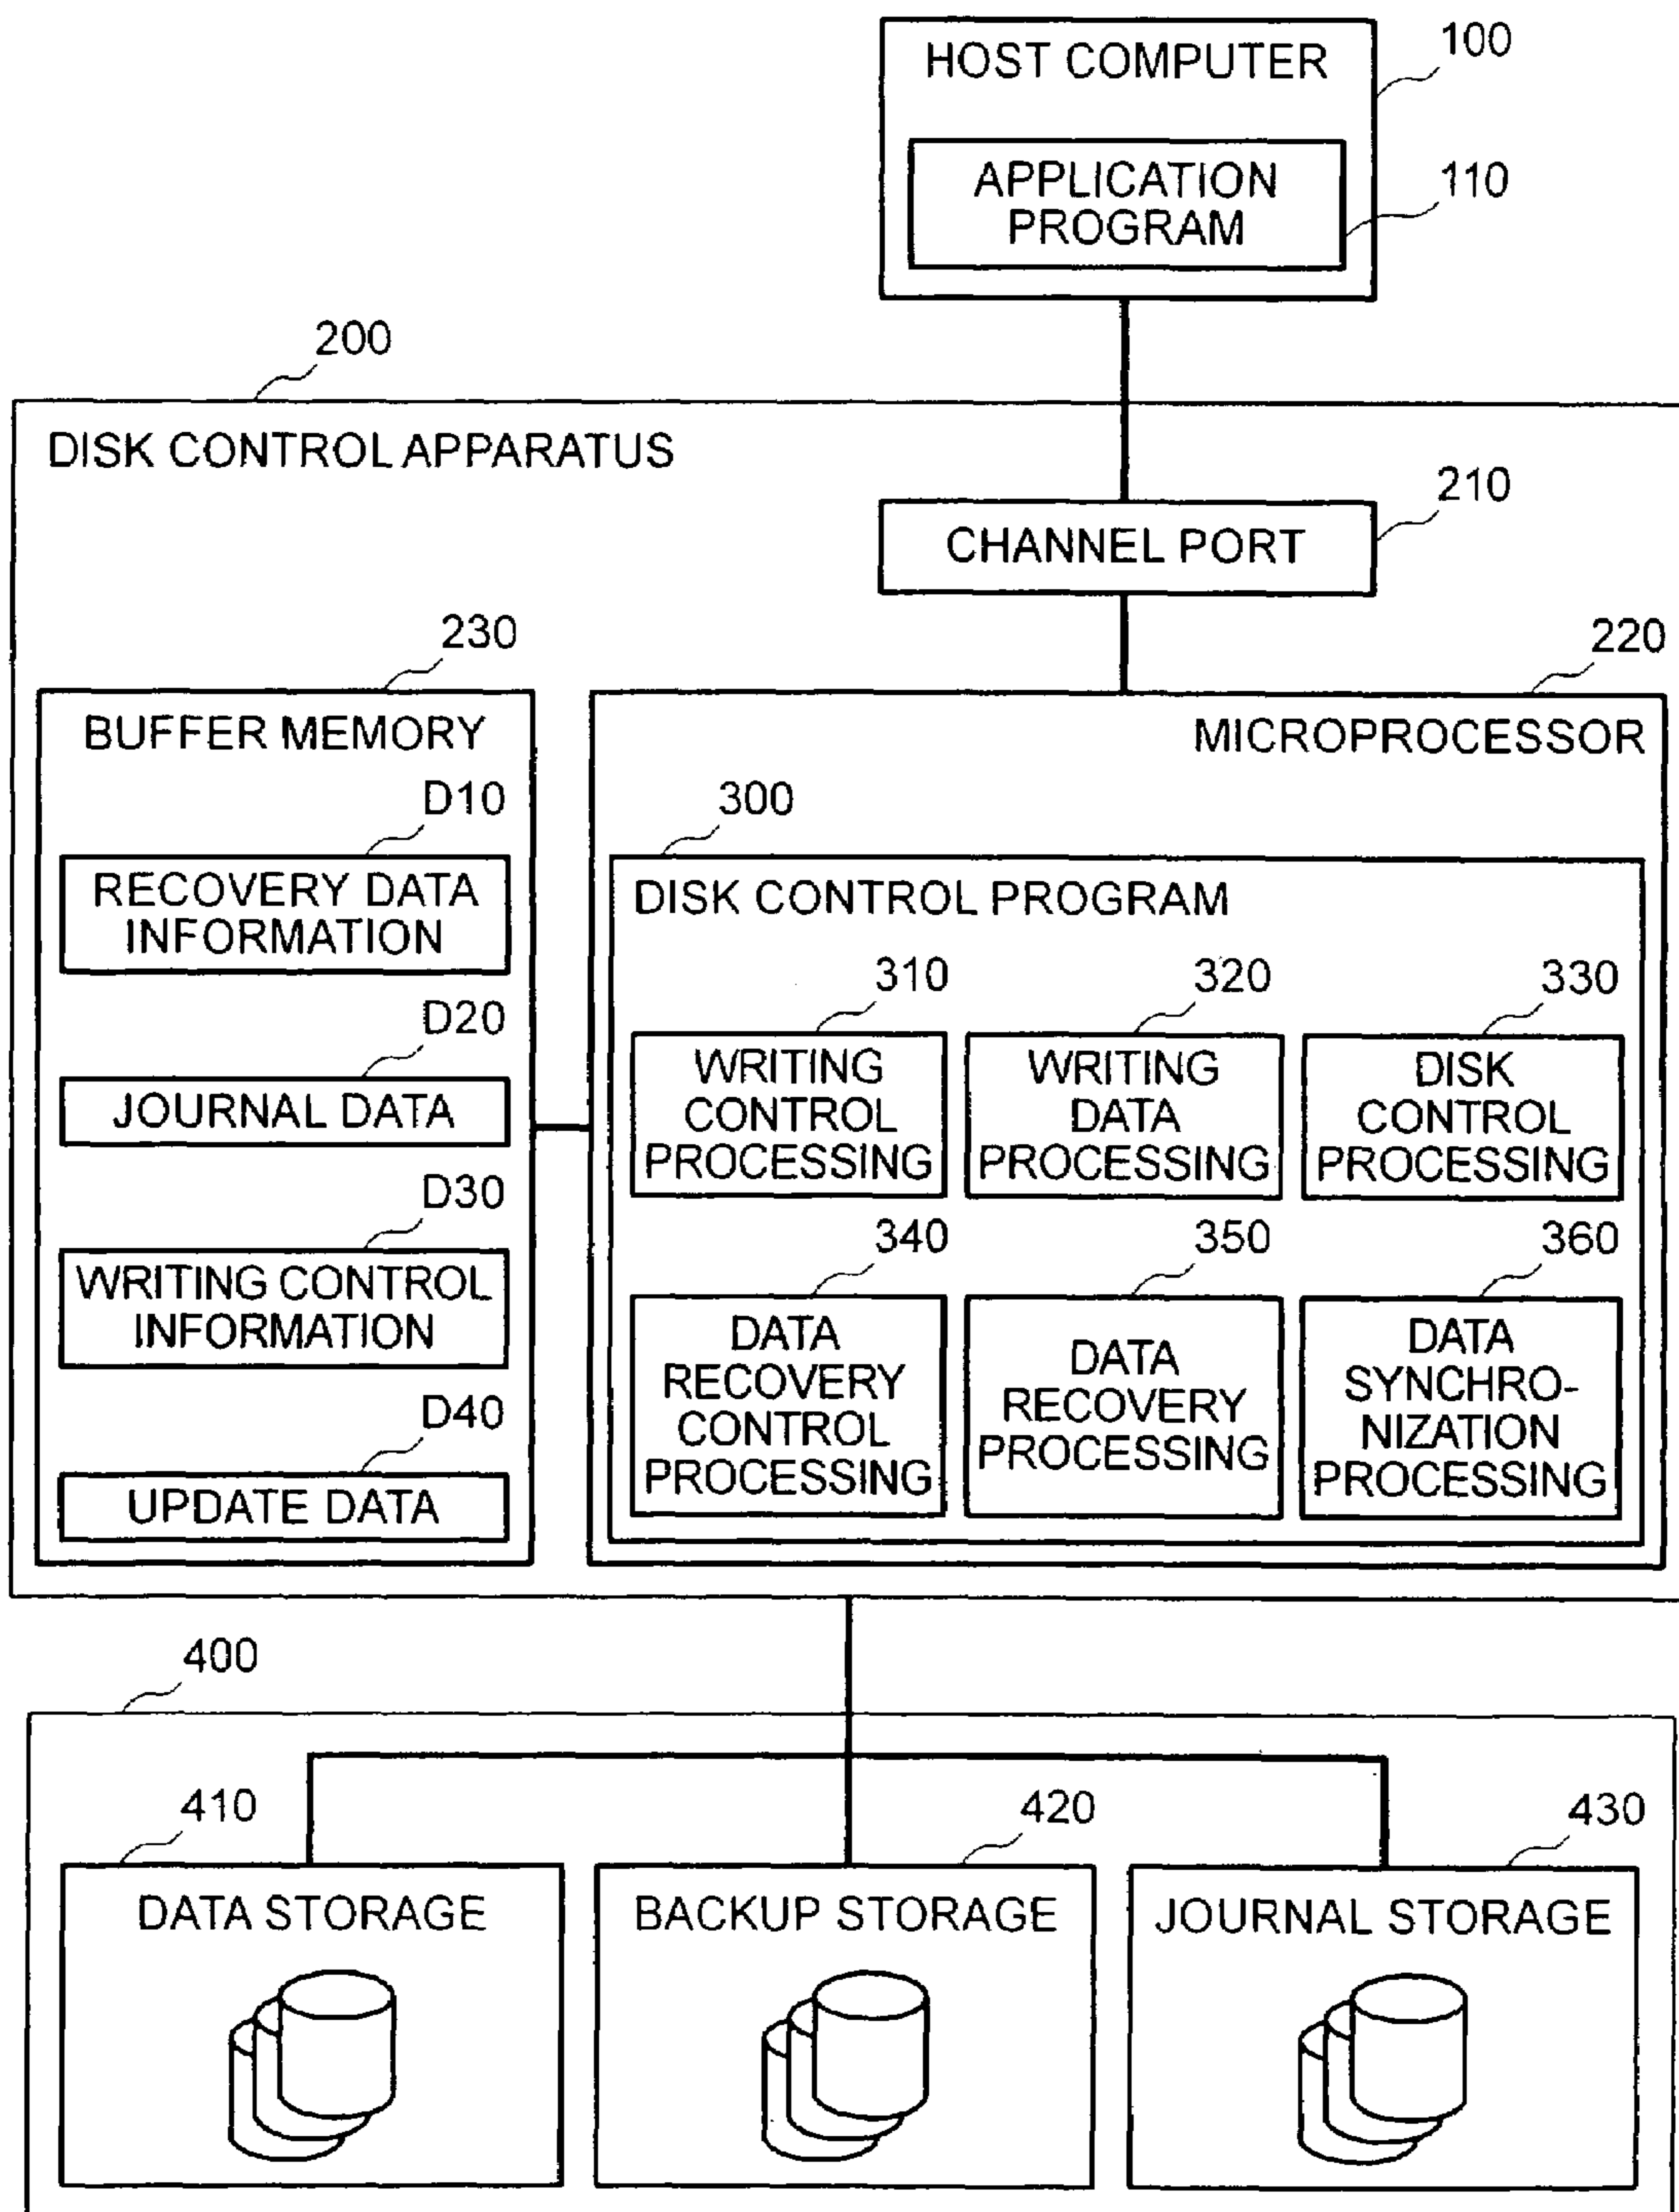 HOST COMPUTER
100
APPLICATION
PROGRAM
110
200
DISK CONTROL APPARATUS
210
CHANNEL PORT
230
220
BUFFER MEMORY
MICROPROCESSOR
D10
RECOVERY DATA
INFORMATION
D20
JOURNAL DATA
D30
WRITING CONTROL
INFORMATION
D40
UPDATE DATA
300
DISK CONTROL PROGRAM
310
WRITING
CONTROL
PROCESSING
320
WRITING
DATA
PROCESSING
330
DISK
CONTROL
PROCESSING
340
DATA
RECOVERY
CONTROL
PROCESSING
350
DATA
RECOVERY
PROCESSING
360
DATA
SYNCHRO-
NIZATION
PROCESSING
400
410
DATA STORAGE
420
BACKUP STORAGE
430
JOURNAL STORAGE